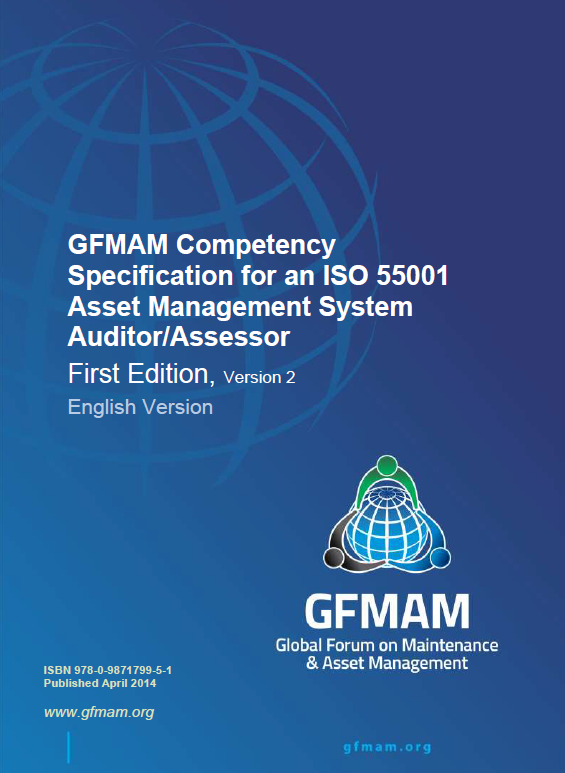 GFMAM Competency
Specification for an ISO 55001
Asset Management System
Auditor/Assessor
First Edition, Version 2
English Version
GFMAM
Global Forum on Maintenance
& Asset Management
ISBN 978-0-9871799-5-1
Published April 2014
www.gfmam.org
gfmam.org